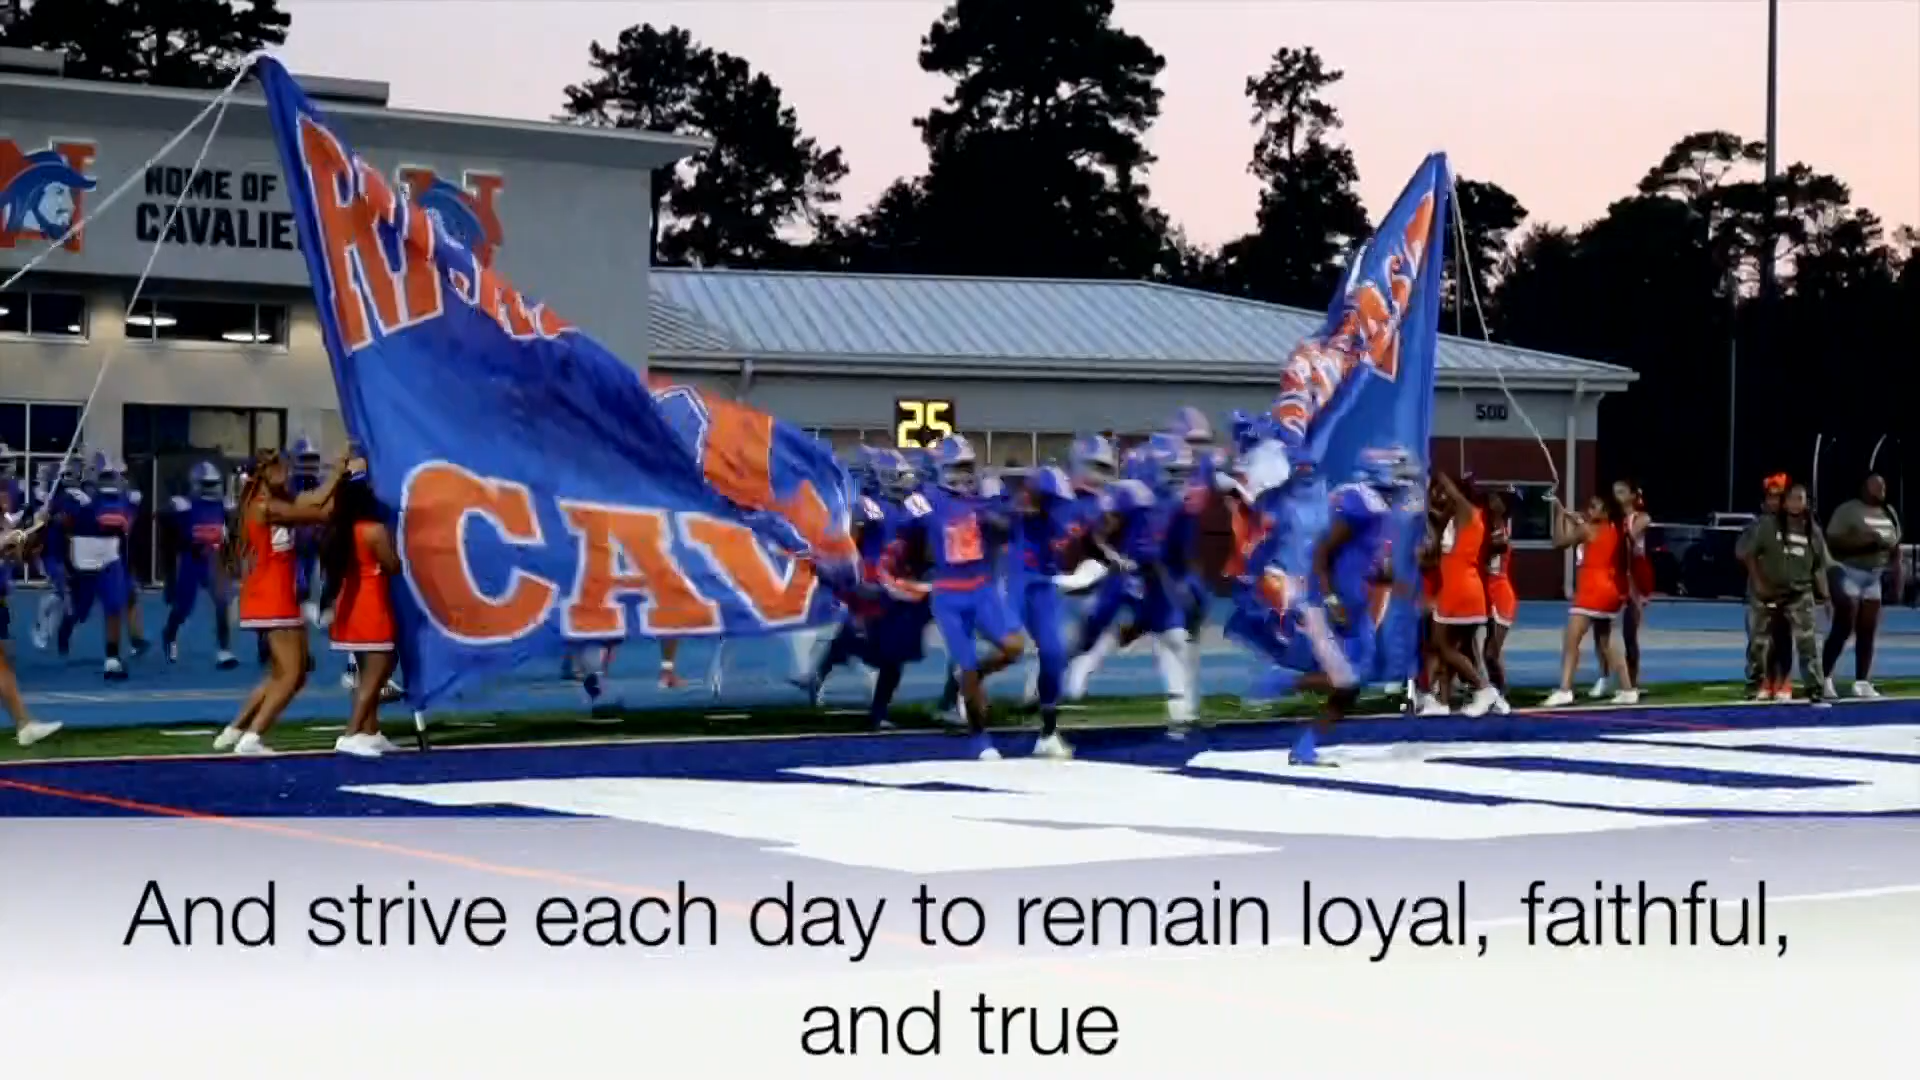 HOME OF
CAVALIE
25
CAV
500
And strive each day to remain loyal, faithful,
and true